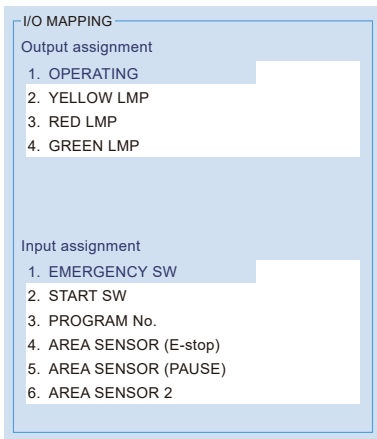 I/O MAPPING
Output assignment
1. OPERATING
2. YELLOW LMP
3. RED LMP
4. GREEN LMP
Input assignment
1. EMERGENCY SW
2. START SW
3. PROGRAM No.
4. AREA SENSOR (E-stop)
5. AREA SENSOR (PAUSE)
6. AREA SENSOR 2